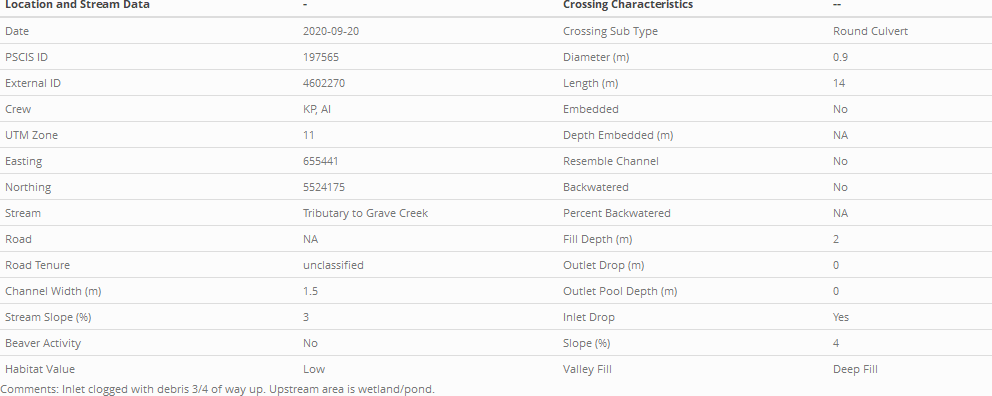 Location and Stream Data - Crossing Characteristics --
Date 2020-09-20 Crossing Sub Type Round Culvert
PSCIS ID 197565 Diameter (m) 0.9
External ID 4602270 Length (m) 14
Crew KP, AI Embedded No
UTM Zone 11 Depth Embedded (m) NA
Easting 655441 Resemble Channel No
Northing 5524175 Backwatered No
Stream Tributary to Grave Creek Percent Backwatered NA
Road NA Fill Depth (m) 2
Road Tenure unclassified Outlet Drop (m) 0
Channel Width (m) 1.5 Outlet Pool Depth (m) 0
Stream Slope (%) 3 Inlet Drop Yes
Beaver Activity No Slope (%) 4
Habitat Value Low Valley Fill Deep Fill
Comments: Inlet clogged with debris 3/4 of way up. Upstream area is wetland/pond.